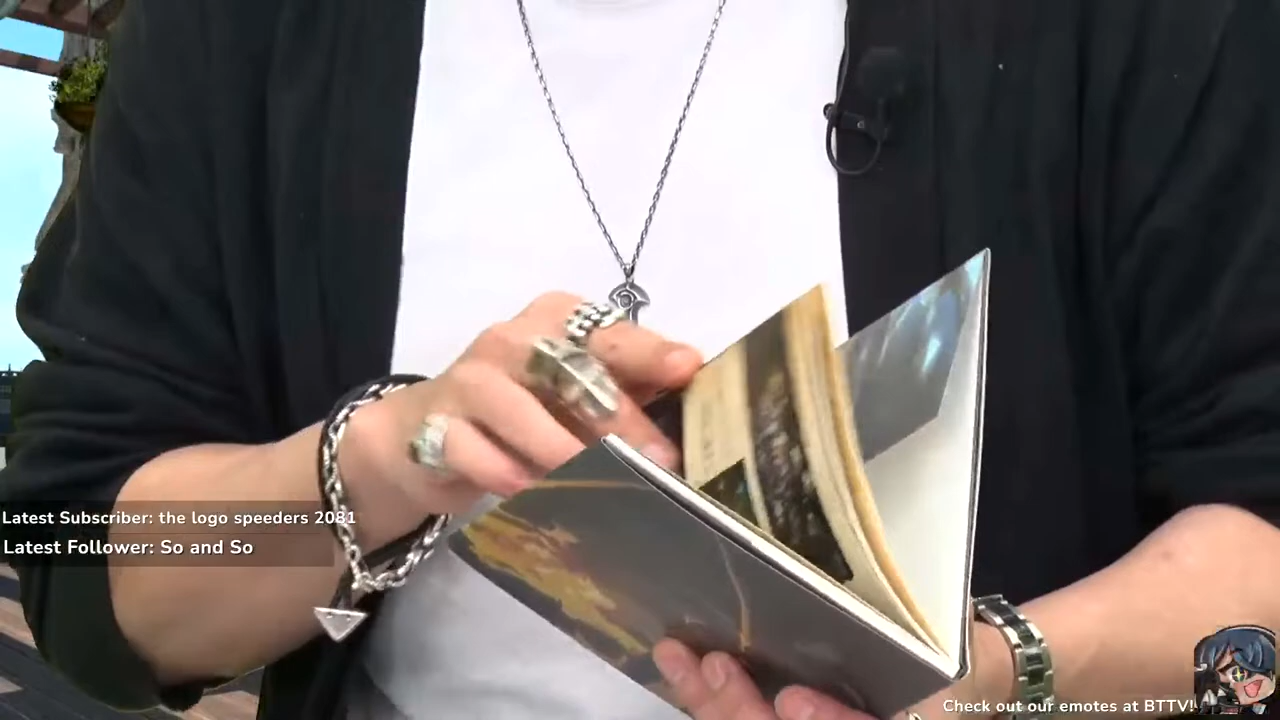 Latest Subscriber: the logo speeders 2081
Latest Follower: So and So
Check out our emotes at BTTV!